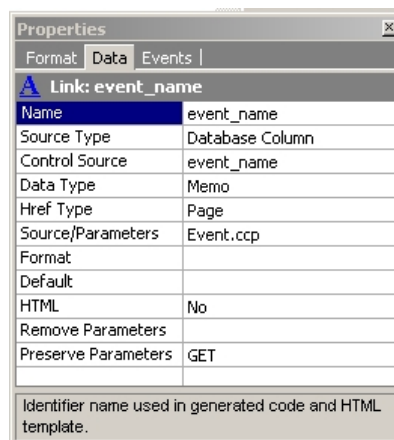 Properties
Format Data Events
A Link: event_name
Name event_name
Source Type Database Column
Control Source event_name
Data Type Memo
Href Type Page
Source/Parameters Event.ccp
Format
Default
HTML No
Remove Parameters
Preserve Parameters GET
Identifier name used in generated code and HTML
template.